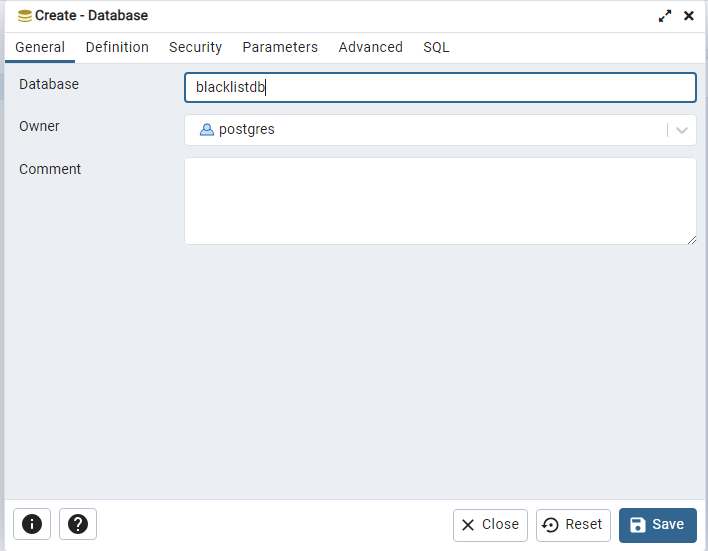 Create - Database
General Definition Security Parameters Advanced SQL
Database blacklistdb
Owner postgres
Comment
Close Reset Save